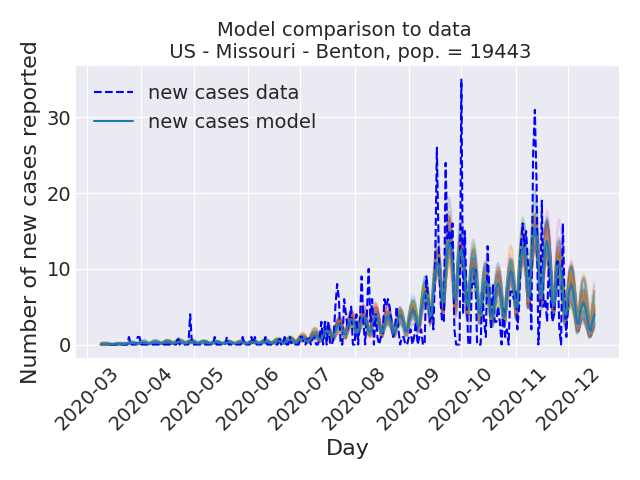 Model comparison to data
US - Missouri - Benton, pop. = 19443
Number of new cases reported
30
20
10
0
new cases data
new cases model
2020-03
2020-04
2020-05
2020-06
2020-07
2020-08
2020-09
2020-10
2020-11
2020-12
Day